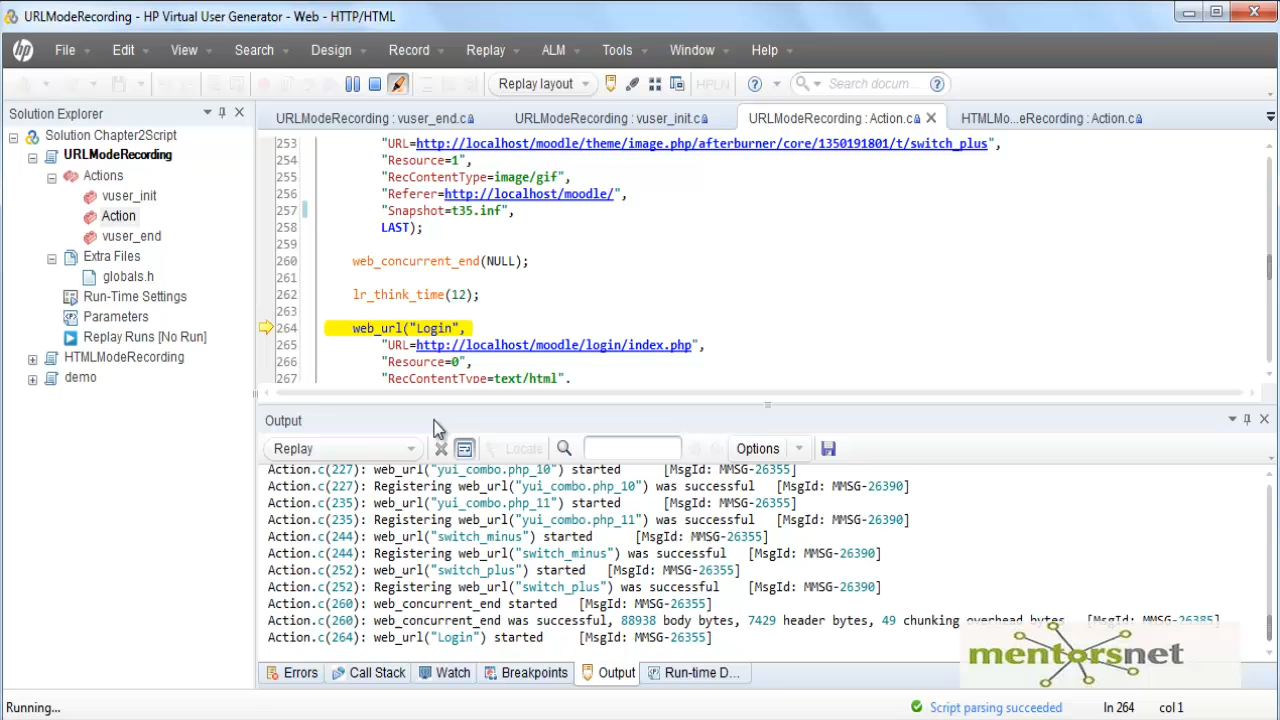 URLModeRecording - HP Virtual User Generator - Web - HTTP/HTML
hp File Edit View Search Design Record Replay ALM Tools Window Help
Replay layout HPLN ? Search docum... ?
Solution Explorer
Solution Chapter2Script
URLModeRecording
Actions
vuser_init
Action
vuser_end
Extra Files
globals.h
Run-Time Settings
Parameters
Replay Runs [No Run]
HTMLModeRecording
demo
URLModeRecording : vuser_end.c URLModeRecording : vuser_init.c URLModeRecording : Action.c HTMLMo...eRecording : Action.c
253 "URL=http://localhost/moodle/theme/image.php/afterburner/core/1350191801/t/switch_plus",
254 "Resource=1",
255 "RecContentType=image/gif",
256 "Referer=http://localhost/moodle/",
257 "Snapshot=t35.inf",
258 LAST);
259
260 web_concurrent_end(NULL);
261
262 lr_think_time(12);
263
264 web_url("Login",
265 "URL=http://localhost/moodle/login/index.php",
266 "Resource=0",
267 "RecContentType=text/html",
Output
Replay Locate Options
Action.c(227): web_url("yui_combo.php_10") started [MsgId: MMSG-26355]
Action.c(227): Registering web_url("yui_combo.php_10") was successful [MsgId: MMSG-26390]
Action.c(235): web_url("yui_combo.php_11") started [MsgId: MMSG-26355]
Action.c(235): Registering web_url("yui_combo.php_11") was successful [MsgId: MMSG-26390]
Action.c(244): web_url("switch_minus") started [MsgId: MMSG-26355]
Action.c(244): Registering web_url("switch_minus") was successful [MsgId: MMSG-26390]
Action.c(252): web_url("switch_plus") started [MsgId: MMSG-26355]
Action.c(252): Registering web_url("switch_plus") was successful [MsgId: MMSG-26390]
Action.c(260): web_concurrent_end started [MsgId: MMSG-26355]
Action.c(260): web_concurrent_end was successful, 88938 body bytes, 7429 header bytes, 49 chunking overhead bytes [MsgId: MMSG-26385]
Action.c(264): web_url("Login") started [MsgId: MMSG-26355]
mentorsnet
Errors Call Stack Watch Breakpoints Output Run-time D...
Running... Script parsing succeeded ln 264 col 1